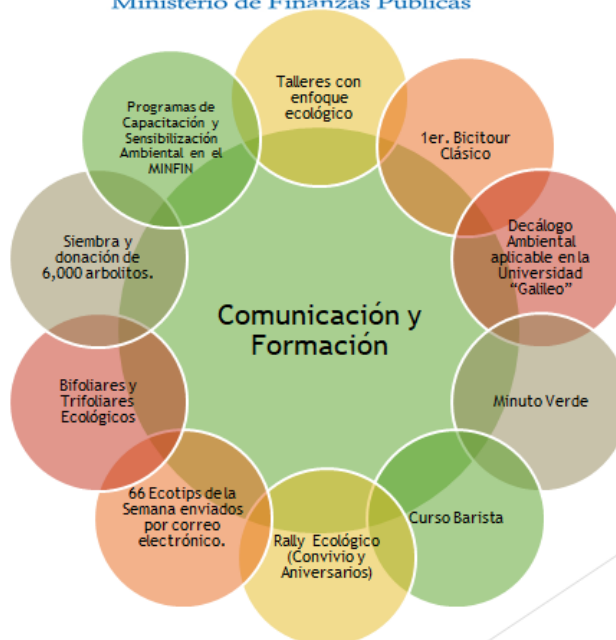 Ministerio de Finanzas Públicas
Talleres con
enfoque
ecológico
1er. Bicitour
Clásico
Decálogo
Ambiental
aplicable en la
Universidad
“Galileo”
Minuto Verde
Curso Barista
Rally Ecológico
(Convivio y
Aniversarios)
66 Ecotips de la
Semana enviados
por correo
electrónico.
Bifoliares y
Trifoliares
Ecológicos
Siembra y
donación de
6,000 arbolitos.
Programas de
Capacitación y
Sensibilización
Ambiental en el
MINFIN
Comunicación y
Formación